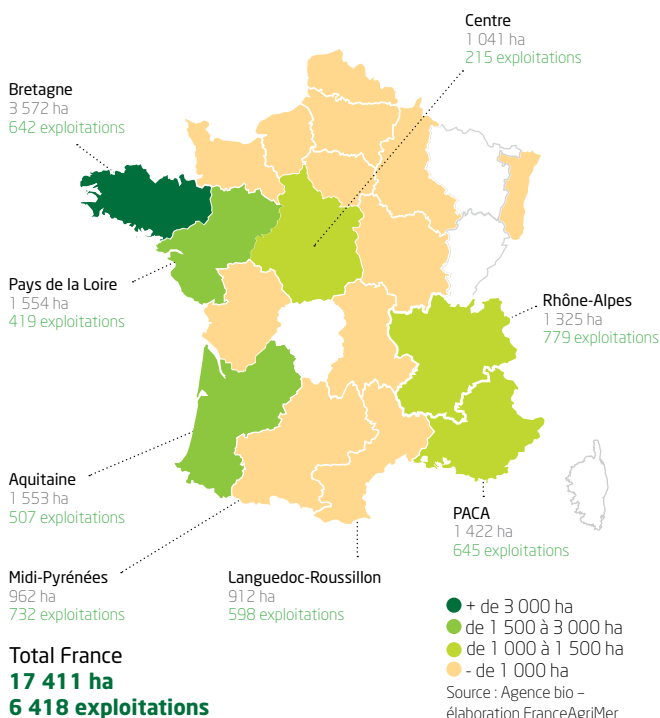 Centre
1 041 ha
215 exploitations
Bretagne
3 572 ha
642 exploitations
Pays de la Loire
1 554 ha
419 exploitations
Rhône-Alpes
1 325 ha
779 exploitations
Aquitaine
1 553 ha
507 exploitations
PACA
1 422 ha
645 exploitations
Midi-Pyrénées
962 ha
732 exploitations
Languedoc-Roussillon
912 ha
598 exploitations
Total France
17 411 ha
6 418 exploitations
+ de 3 000 ha
de 1 500 à 3 000 ha
de 1 000 à 1 500 ha
- de 1 000 ha
Source : Agence bio –
élaboration FranceAgriMer